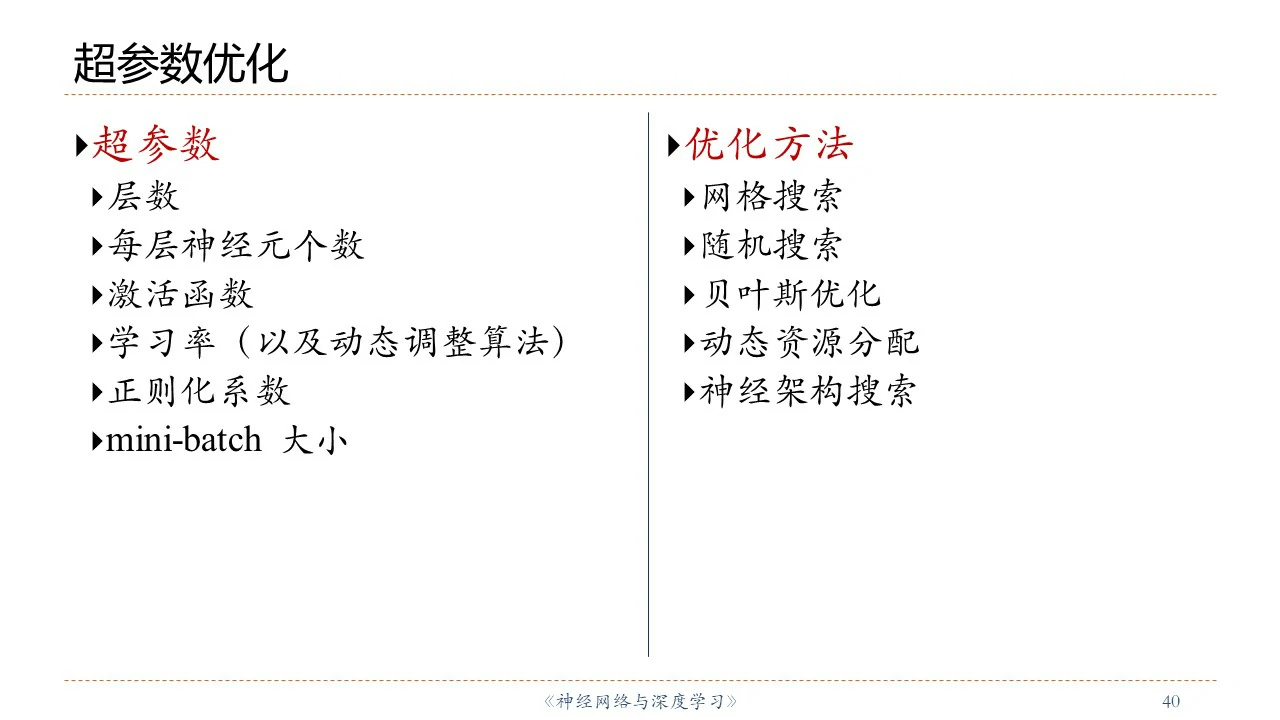 超参数优化
超参数
层数
每层神经元个数
激活函数
学习率（以及动态调整算法）
正则化系数
mini-batch 大小
优化方法
网格搜索
随机搜索
贝叶斯优化
动态资源分配
神经架构搜索
《神经网络与深度学习》
40